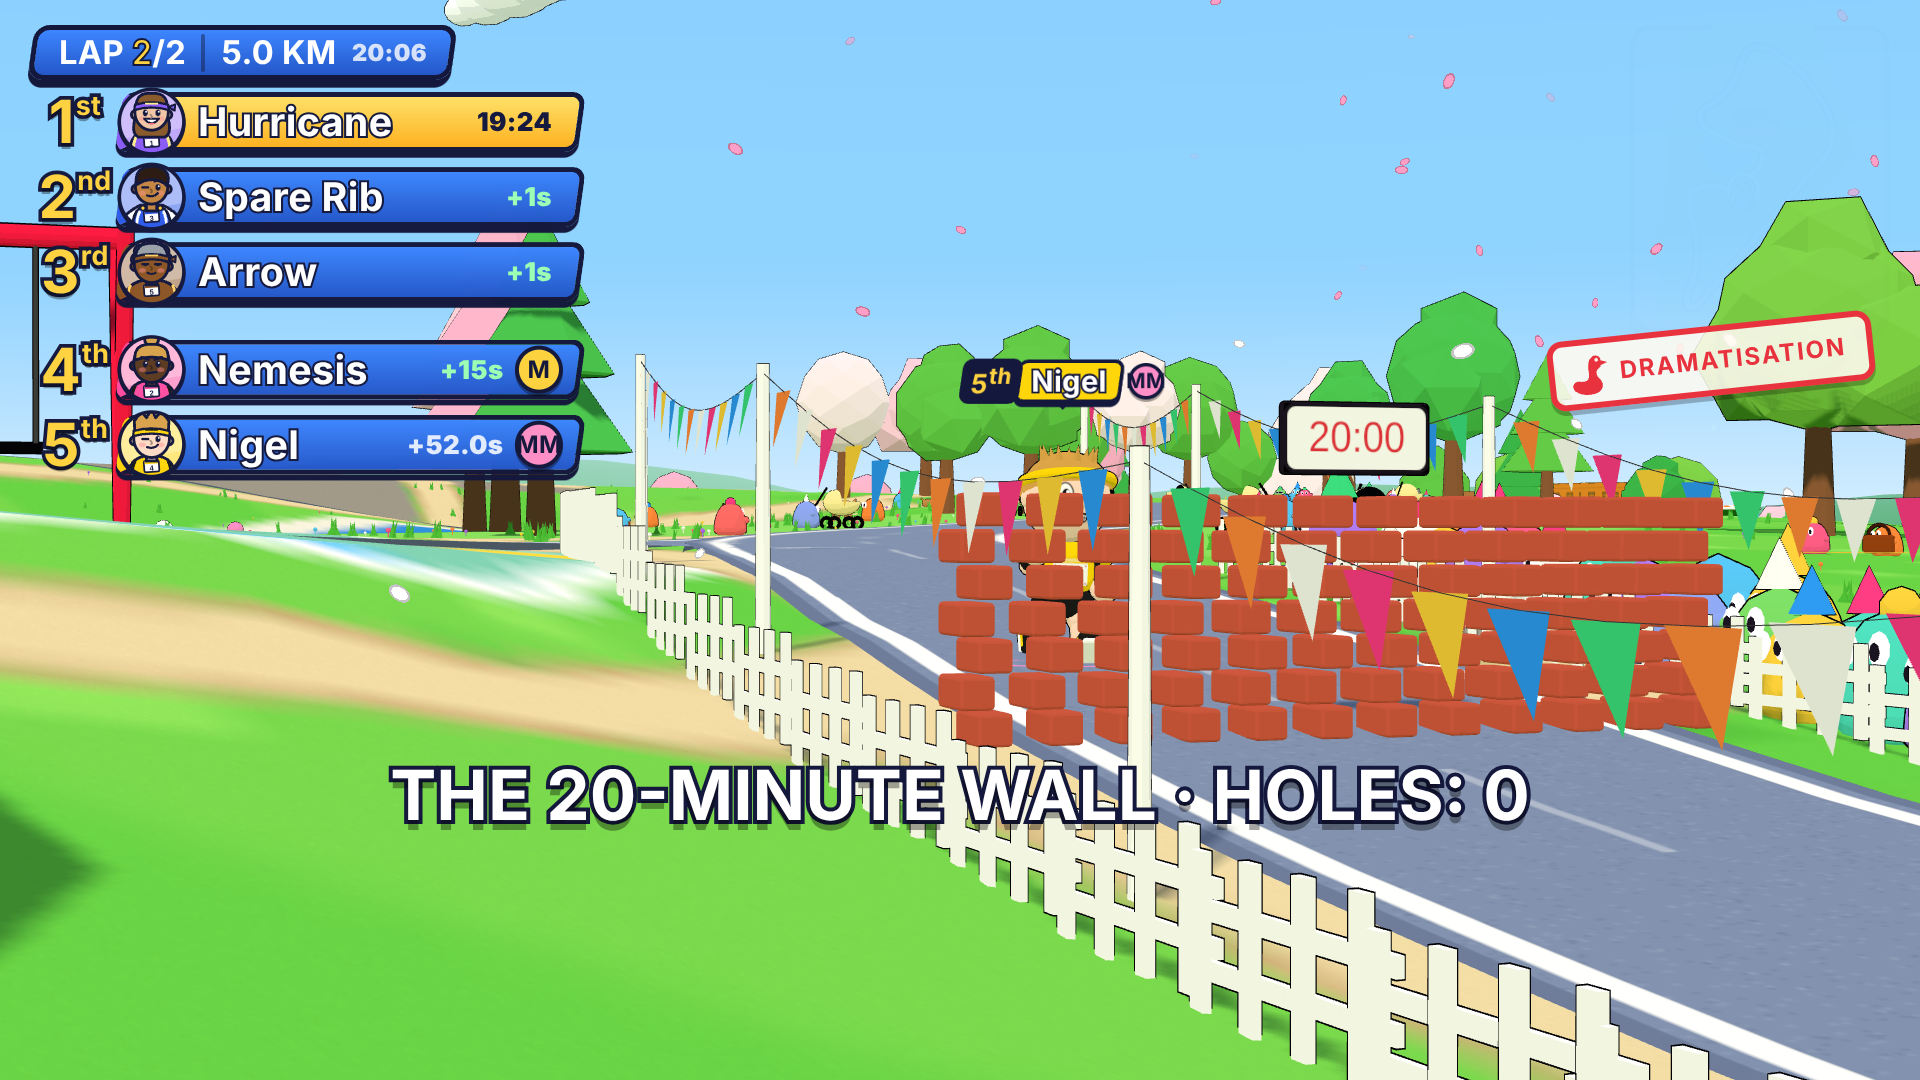 LAP 2/2 5.0 KM 20:06
1st Hurricane 19:24
2nd Spare Rib +1s
3rd Arrow +1s
4th Nemesis +15s M
5th Nigel +52.0s MM
5th Nigel MM
20:00
DRAMATISATION
THE 20-MINUTE WALL · HOLES: 0